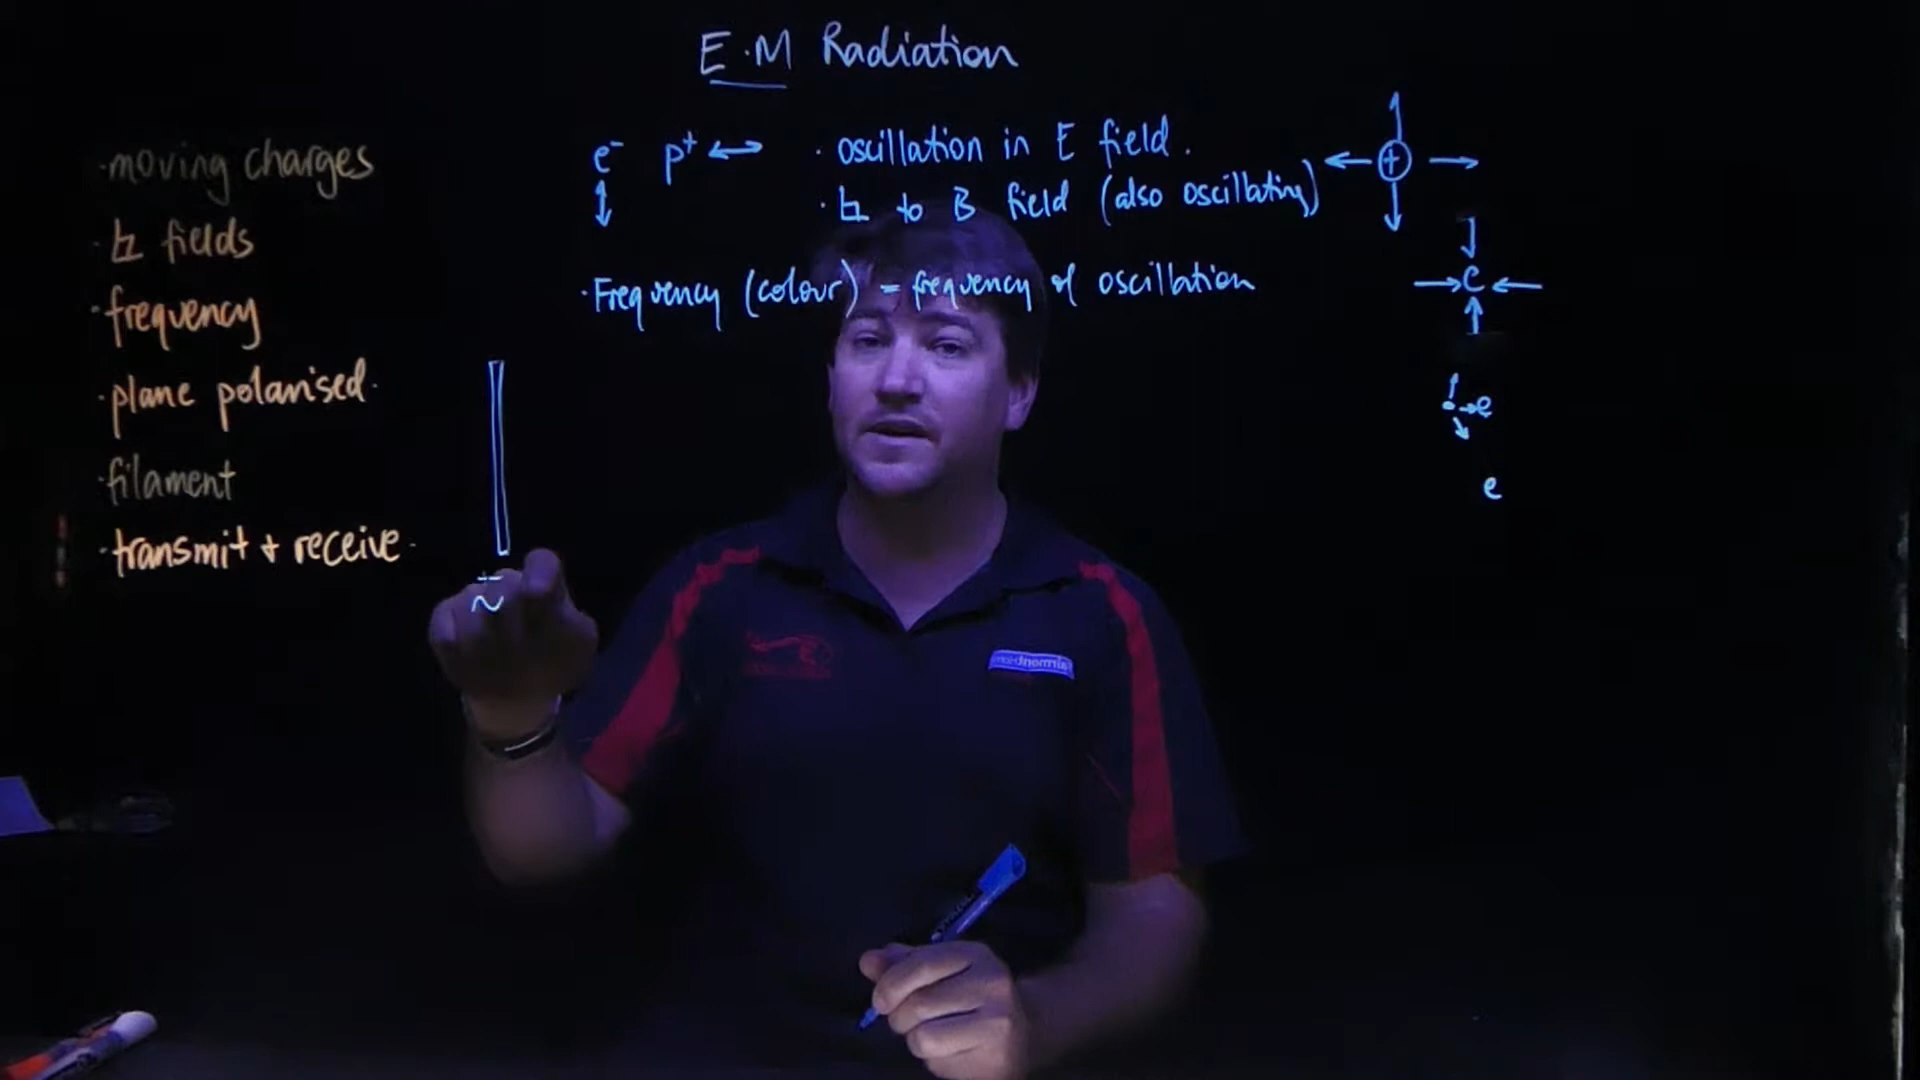 E.M Radiation
·moving charges
·⊾ fields
·frequency
·plane polarised·
·filament
·transmit + receive·
e⁻ p⁺ ↔ · oscillation in E field.
· ⊾ to B field (also oscillating)
·Frequency (colour) = frequency of oscillation
+
e
e
e
~